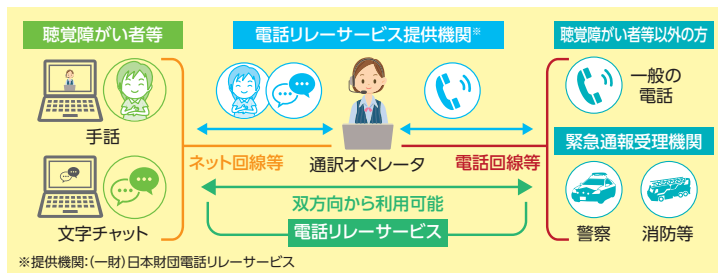 聴覚障がい者等
電話リレーサービス提供機関※
聴覚障がい者等以外の方
手話
文字チャット
ネット回線等
通訳オペレータ
電話回線等
一般の
電話
緊急通報受理機関
警察
消防等
双方向から利用可能
電話リレーサービス
※提供機関:(一財)日本財団電話リレーサービス